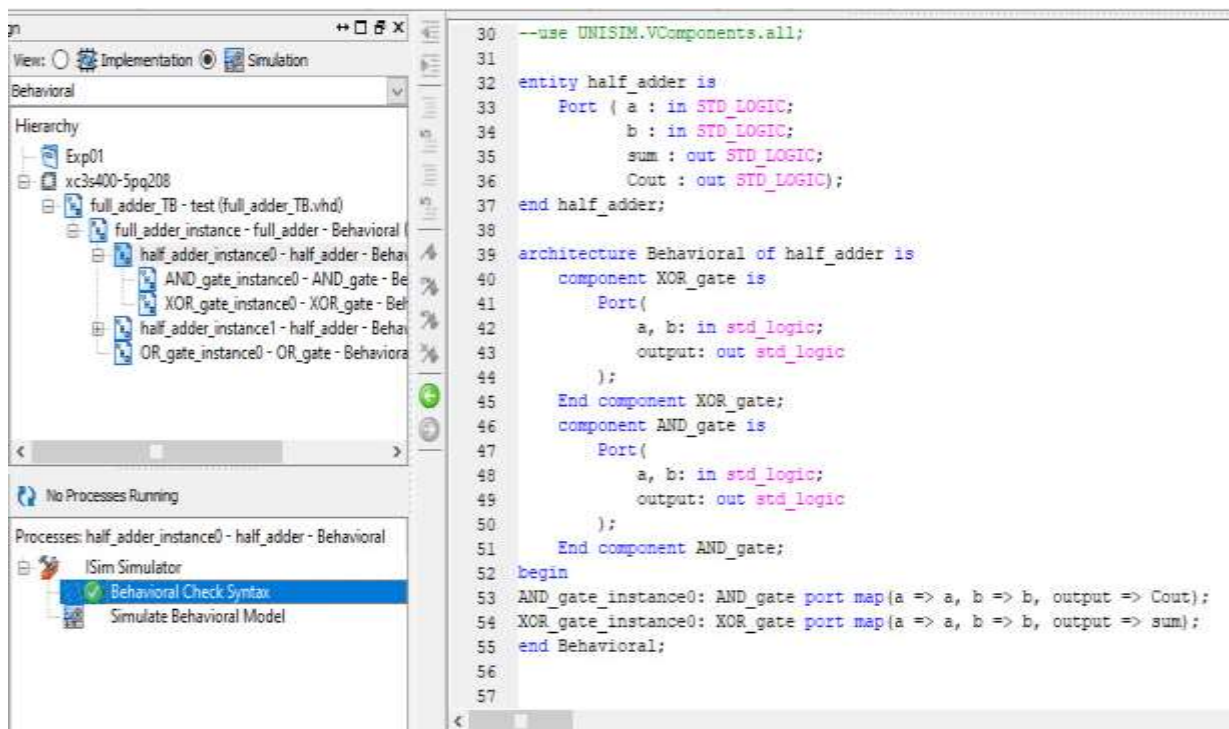 View: Implementation Simulation
Behavioral
Hierarchy
Exp01
xc3s400-5pq208
full_adder_TB - test (full_adder_TB.vhd)
full_adder_instance - full_adder - Behavioral (
half_adder_instance0 - half_adder - Behav
AND_gate_instance0 - AND_gate - Be
XOR_gate_instance0 - XOR_gate - Beh
half_adder_instance1 - half_adder - Behav
OR_gate_instance0 - OR_gate - Behaviora
No Processes Running
Processes: half_adder_instance0 - half_adder - Behavioral
ISim Simulator
Behavioral Check Syntax
Simulate Behavioral Model
30 --use UNISIM.VComponents.all;
31
32 entity half_adder is
33 Port ( a : in STD_LOGIC;
34 b : in STD_LOGIC;
35 sum : out STD_LOGIC;
36 Cout : out STD_LOGIC);
37 end half_adder;
38
39 architecture Behavioral of half_adder is
40 component XOR_gate is
41 Port(
42 a, b: in std_logic;
43 output: out std_logic
44 );
45 End component XOR_gate;
46 component AND_gate is
47 Port(
48 a, b: in std_logic;
49 output: out std_logic
50 );
51 End component AND_gate;
52 begin
53 AND_gate_instance0: AND_gate port map(a => a, b => b, output => Cout);
54 XOR_gate_instance0: XOR_gate port map(a => a, b => b, output => sum);
55 end Behavioral;
56
57